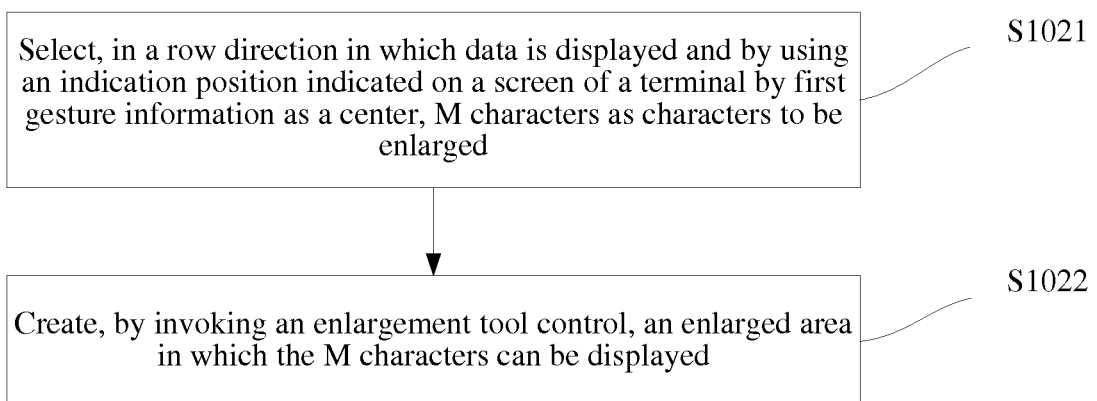 Select, in a row direction in which data is displayed and by using
an indication position indicated on a screen of a terminal by first
gesture information as a center, M characters as characters to be
enlarged
S1021
Create, by invoking an enlargement tool control, an enlarged area
in which the M characters can be displayed
S1022